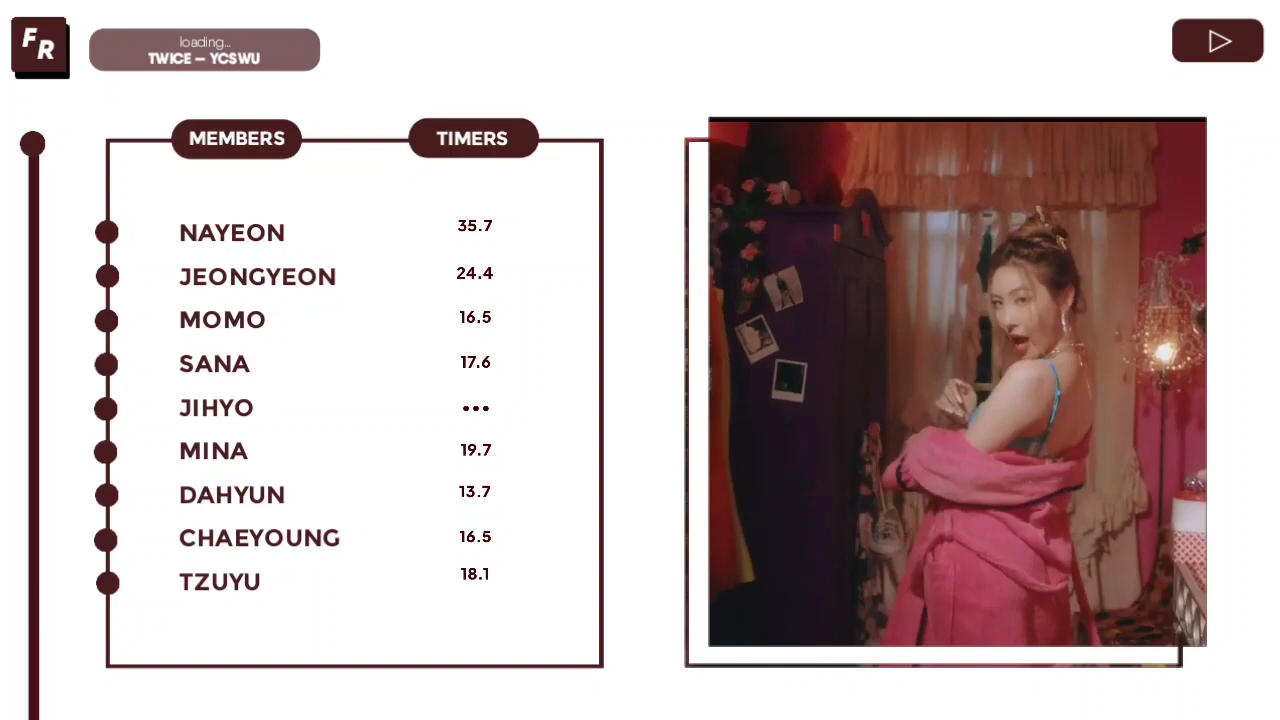 FR
loading...
TWICE – YCSWU
MEMBERS TIMERS
NAYEON 35.7
JEONGYEON 24.4
MOMO 16.5
SANA 17.6
JIHYO •••
MINA 19.7
DAHYUN 13.7
CHAEYOUNG 16.5
TZUYU 18.1